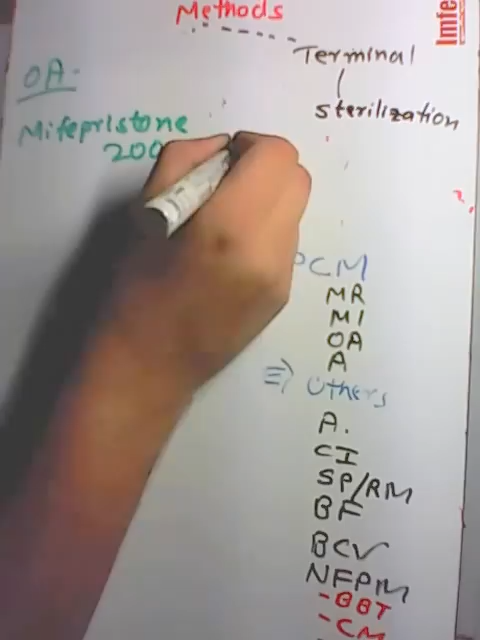 Methods
Imfe
Terminal
sterilization
OA-
Mifepristone
200
PCM
MR
MI
OA
A
⇒ Others
A.
CI
SP/RM
BF
BCV
NFPM
-BBT
-CM